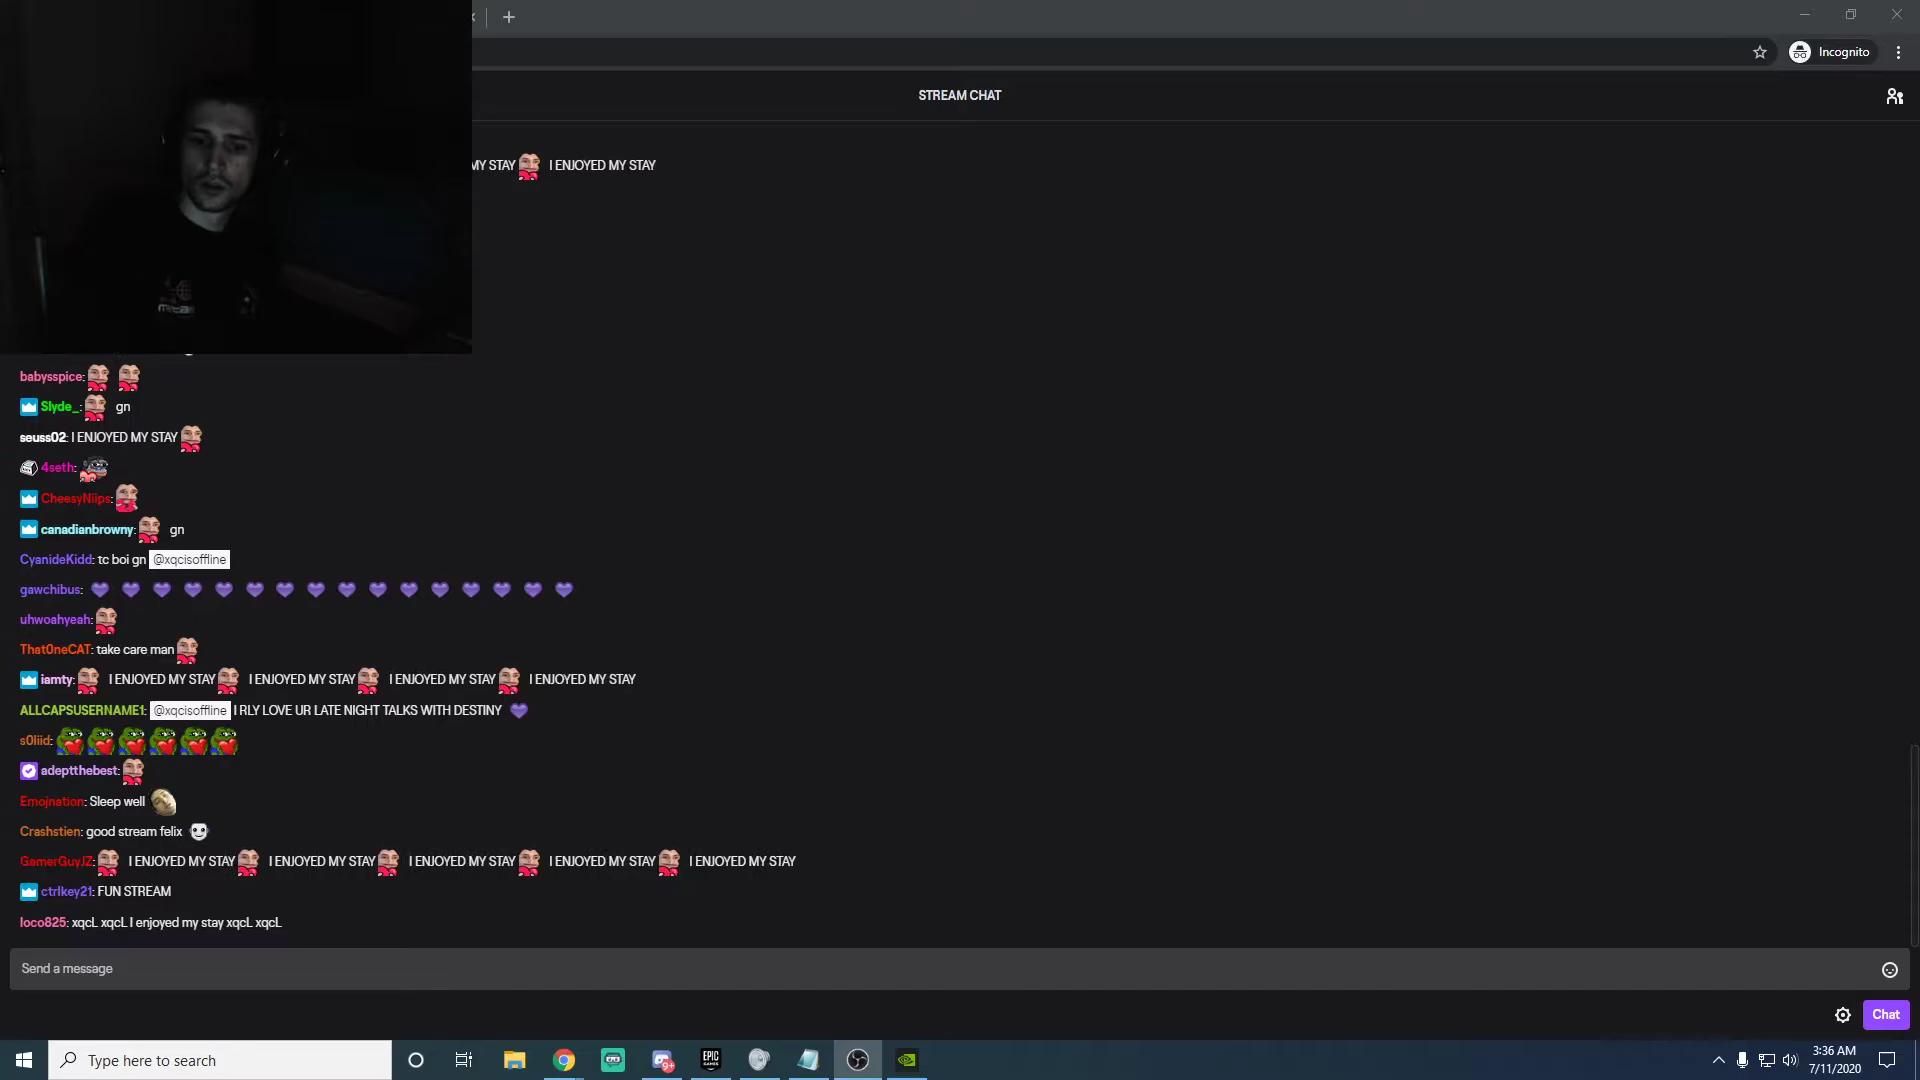 Incognito
STREAM CHAT
MY STAY I ENJOYED MY STAY
babysspice:
Slyde_: gn
seuss02: I ENJOYED MY STAY
4seth:
CheesyNiips:
canadianbrowny: gn
CyanideKidd: tc boi gn @xqcisoffline
gawchibus:
uhwoahyeah:
That0neCAT: take care man
iamty: I ENJOYED MY STAY I ENJOYED MY STAY I ENJOYED MY STAY I ENJOYED MY STAY
ALLCAPSUSERNAME1: @xqcisoffline I RLY LOVE UR LATE NIGHT TALKS WITH DESTINY
s0liid:
adeptthebest:
Emojnation: Sleep well
Crashstien: good stream felix
GamerGuyJZ: I ENJOYED MY STAY I ENJOYED MY STAY I ENJOYED MY STAY I ENJOYED MY STAY I ENJOYED MY STAY
ctrlkey21: FUN STREAM
loco825: xqcL xqcL I enjoyed my stay xqcL xqcL
Send a message
Chat
Type here to search
9+
EPIC
GAMES
3:36 AM
7/11/2020